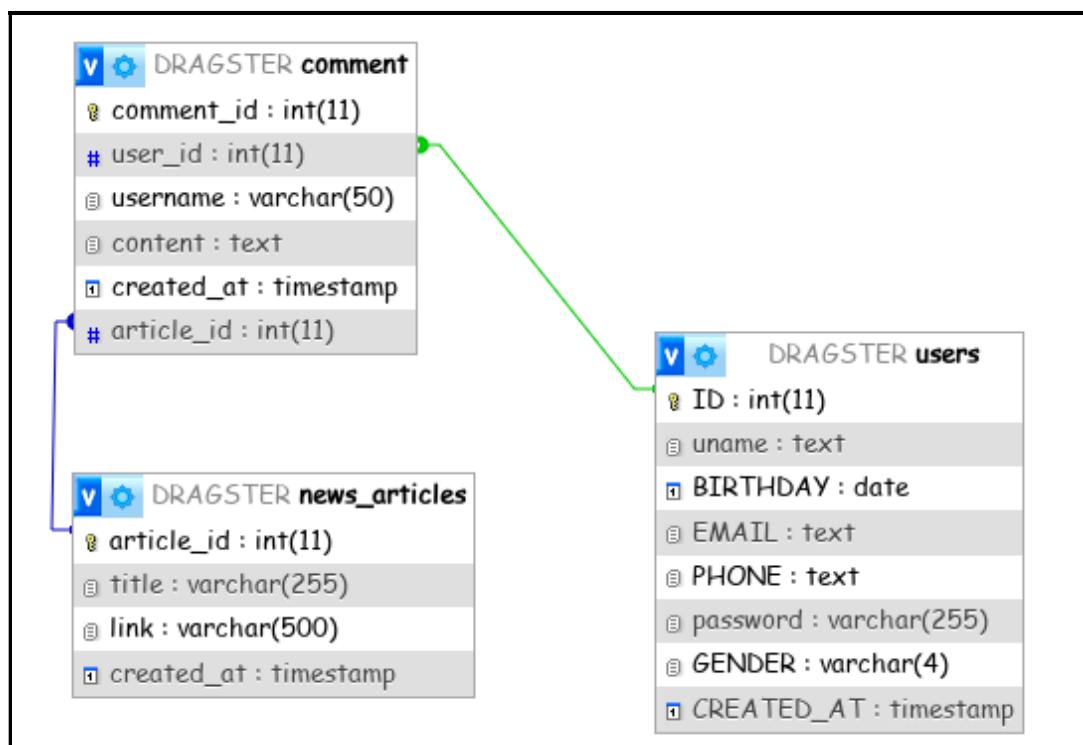 DRAGSTER comment
comment_id : int(11)
user_id : int(11)
username : varchar(50)
content : text
created_at : timestamp
article_id : int(11)
DRAGSTER users
ID : int(11)
uname : text
BIRTHDAY : date
EMAIL : text
PHONE : text
password : varchar(255)
GENDER : varchar(4)
CREATED_AT : timestamp
DRAGSTER news_articles
article_id : int(11)
title : varchar(255)
link : varchar(500)
created_at : timestamp